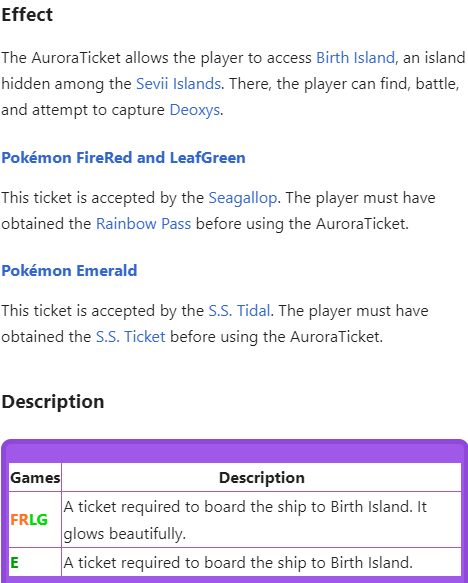 Effect
The AuroraTicket allows the player to access Birth Island, an island
hidden among the Sevii Islands. There, the player can find, battle,
and attempt to capture Deoxys.
Pokémon FireRed and LeafGreen
This ticket is accepted by the Seagallop. The player must have
obtained the Rainbow Pass before using the AuroraTicket.
Pokémon Emerald
This ticket is accepted by the S.S. Tidal. The player must have
obtained the S.S. Ticket before using the AuroraTicket.
Description
Games Description
FRLG A ticket required to board the ship to Birth Island. It
glows beautifully.
E A ticket required to board the ship to Birth Island.